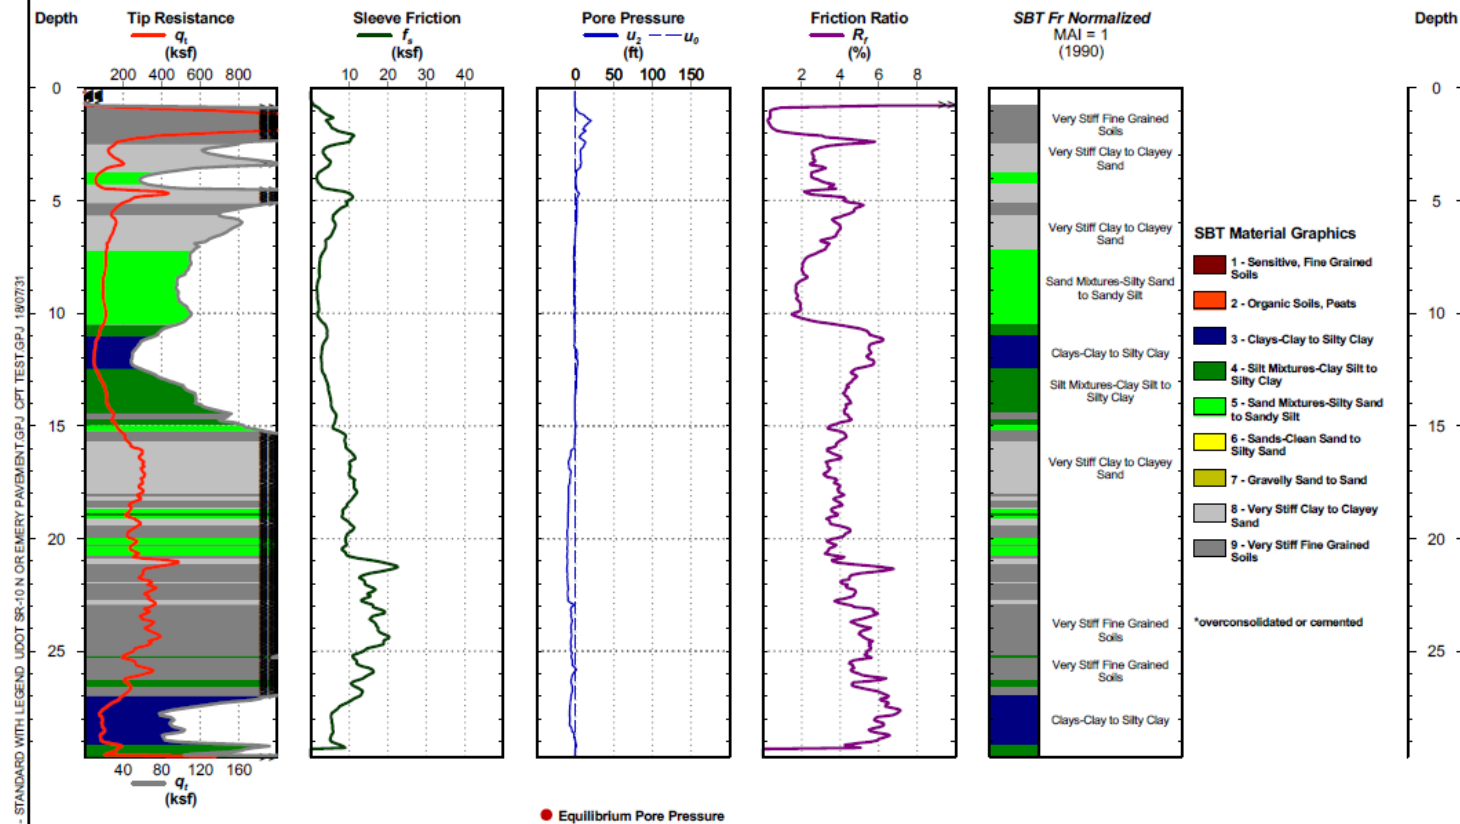 Depth
Tip Resistance
qt
(ksf)
200 400 600 800
Sleeve Friction
fs
(ksf)
10 20 30 40
Pore Pressure
u2 u0
(ft)
0 50 100 150
Friction Ratio
Rf
(%)
2 4 6 8
SBT Fr Normalized
MAI = 1
(1990)
Depth
0
5
10
15
20
25
Very Stiff Fine Grained
Soils
Very Stiff Clay to Clayey
Sand
Very Stiff Clay to Clayey
Sand
Sand Mixtures-Silty Sand
to Sandy Silt
Clays-Clay to Silty Clay
Silt Mixtures-Clay Silt to
Silty Clay
Very Stiff Clay to Clayey
Sand
Very Stiff Fine Grained
Soils
Very Stiff Fine Grained
Soils
Clays-Clay to Silty Clay
SBT Material Graphics
1 - Sensitive, Fine Grained
Soils
2 - Organic Soils, Peats
3 - Clays-Clay to Silty Clay
4 - Silt Mixtures-Clay Silt to
Silty Clay
5 - Sand Mixtures-Silty Sand
to Sandy Silt
6 - Sands-Clean Sand to
Silty Sand
7 - Gravelly Sand to Sand
8 - Very Stiff Clay to Clayey
Sand
9 - Very Stiff Fine Grained
Soils
*overconsolidated or cemented
0
5
10
15
20
25
40 80 120 160
qt
(ksf)
Equilibrium Pore Pressure
- STANDARD WITH LEGEND UDOT SR-10 N OR EMERY PAVEMENT.GPJ CPT TEST.GPJ 18/07/31